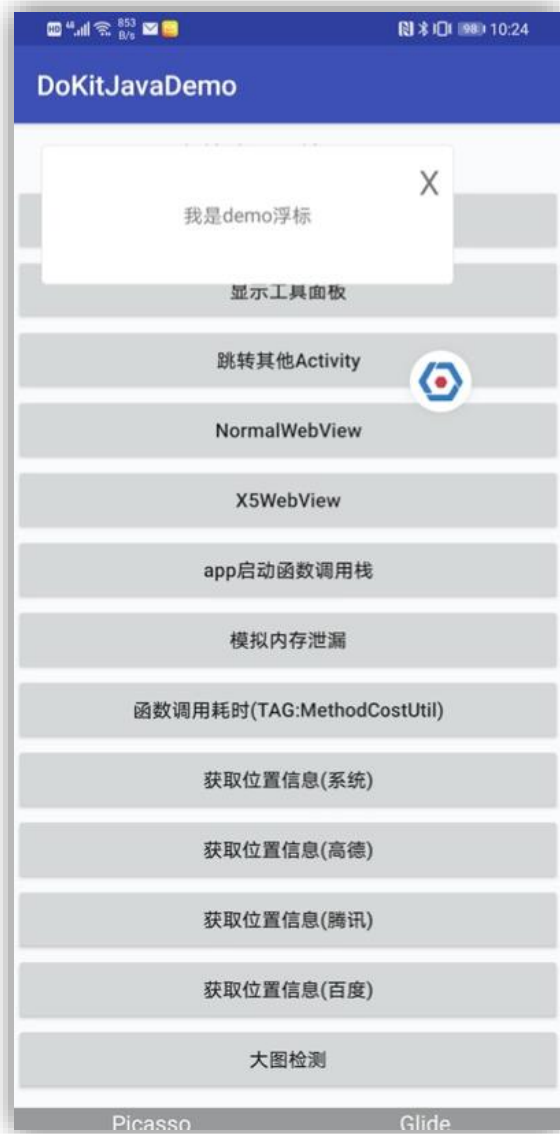 HD 46 853 B/s 98 10:24
DoKitJavaDemo
X
我是demo浮标
显示工具面板
跳转其他Activity
NormalWebView
X5WebView
app启动函数调用栈
模拟内存泄漏
函数调用耗时(TAG:MethodCostUtil)
获取位置信息(系统)
获取位置信息(高德)
获取位置信息(腾讯)
获取位置信息(百度)
大图检测
Picasso Glide